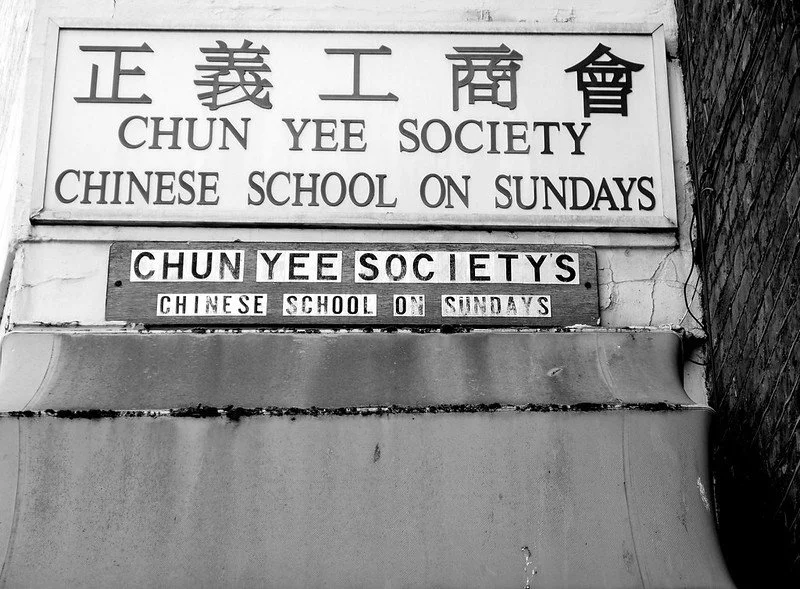 正義工商會
CHUN YEE SOCIETY
CHINESE SCHOOL ON SUNDAYS
CHUN YEE SOCIETY'S
CHINESE SCHOOL ON SUNDAYS